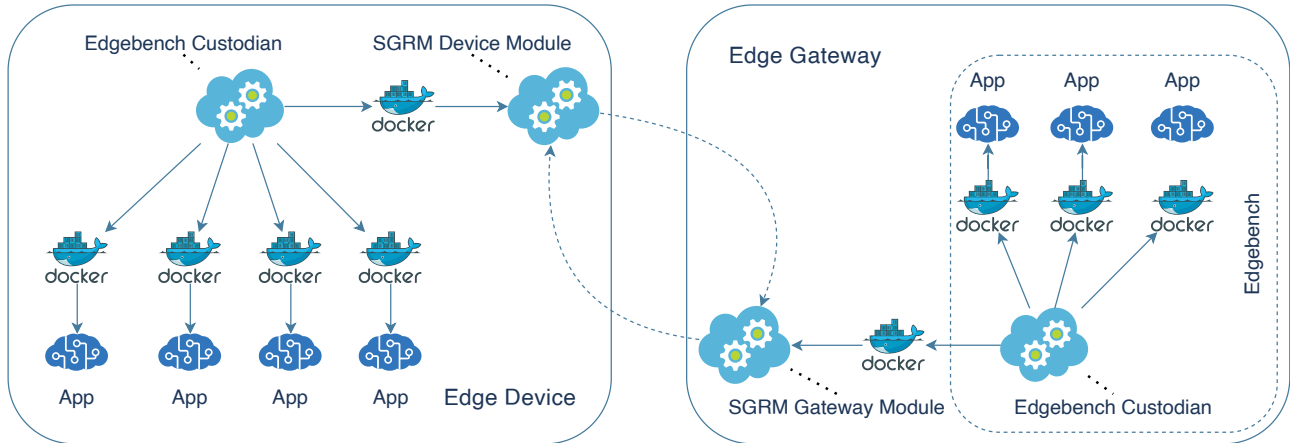 Edgebench Custodian
SGRM Device Module
docker
docker
docker
docker
docker
App
App
App
App
Edge Device
Edge Gateway
App
App
App
docker
docker
docker
Edgebench
docker
SGRM Gateway Module
Edgebench Custodian